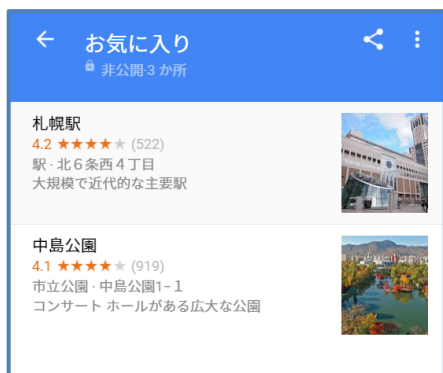 お気に入り
非公開·3 か所
札幌駅
4.2 ★★★★★ (522)
駅 · 北６条西４丁目
大規模で近代的な主要駅
中島公園
4.1 ★★★★★ (919)
市立公園 · 中島公園1−１
コンサート ホールがある広大な公園